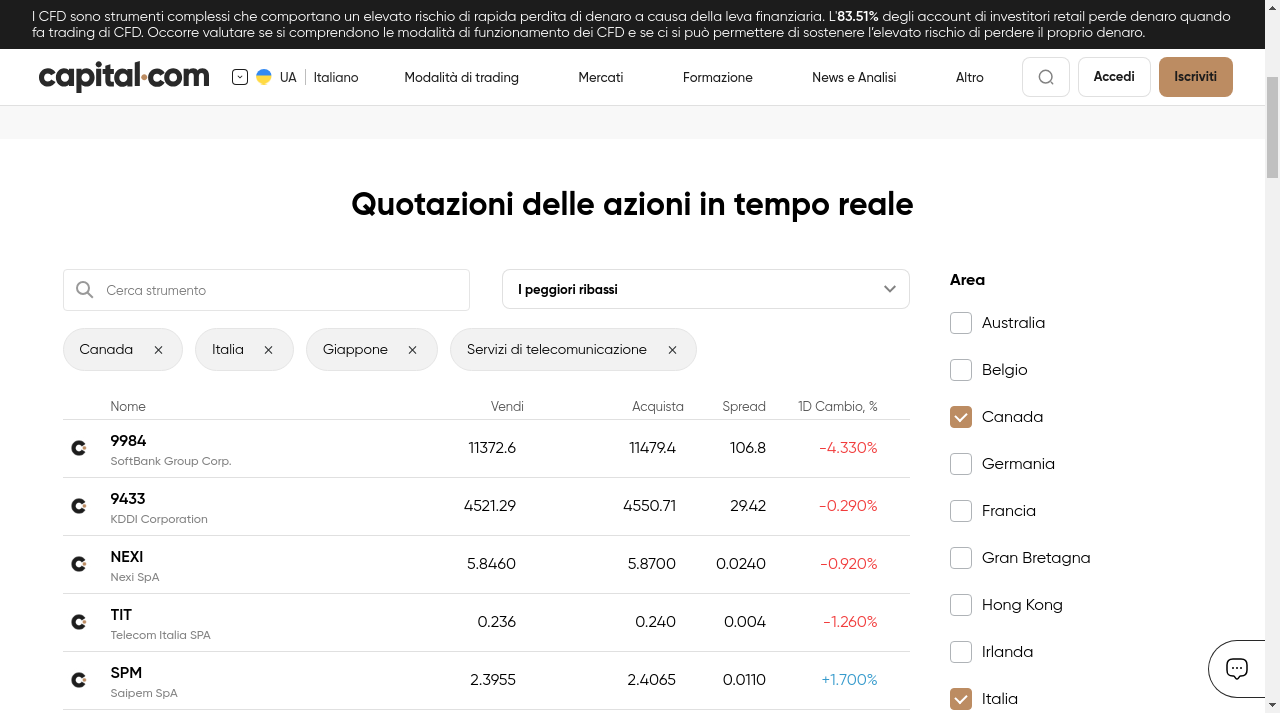 I CFD sono strumenti complessi che comportano un elevato rischio di rapida perdita di denaro a causa della leva finanziaria. L'83.51% degli account di investitori retail perde denaro quando
fa trading di CFD. Occorre valutare se si comprendono le modalità di funzionamento dei CFD e se ci si può permettere di sostenere l'elevato rischio di perdere il proprio denaro.
capital.com UA Italiano Modalità di trading Mercati Formazione News e Analisi Altro Accedi Iscriviti
Quotazioni delle azioni in tempo reale
Cerca strumento
I peggiori ribassi
Canada × Italia × Giappone × Servizi di telecomunicazione ×
Nome Vendi Acquista Spread 1D Cambio, %
9984 11372.6 11479.4 106.8 -4.330%
SoftBank Group Corp.
9433 4521.29 4550.71 29.42 -0.290%
KDDI Corporation
NEXI 5.8460 5.8700 0.0240 -0.920%
Nexi SpA
TIT 0.236 0.240 0.004 -1.260%
Telecom Italia SPA
SPM 2.3955 2.4065 0.0110 +1.700%
Saipem SpA
Area
Australia
Belgio
Canada
Germania
Francia
Gran Bretagna
Hong Kong
Irlanda
Italia